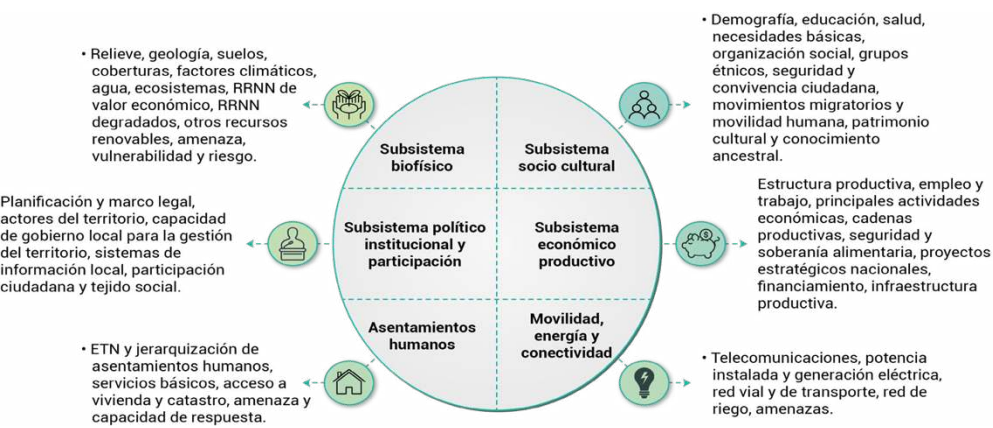 • Relieve, geología, suelos,
coberturas, factores climáticos,
agua, ecosistemas, RRNN de
valor económico, RRNN
degradados, otros recursos
renovables, amenaza,
vulnerabilidad y riesgo.
• Demografía, educación, salud,
necesidades básicas,
organización social, grupos
étnicos, seguridad y
convivencia ciudadana,
movimientos migratorios y
movilidad humana, patrimonio
cultural y conocimiento
ancestral.
Subsistema
biofísico
Subsistema
socio cultural
Planificación y marco legal,
actores del territorio, capacidad
de gobierno local para la gestión
del territorio, sistemas de
información local, participación
ciudadana y tejido social.
Subsistema político
institucional y
participación
Subsistema
económico
productivo
Estructura productiva, empleo y
trabajo, principales actividades
económicas, cadenas
productivas, seguridad y
soberanía alimentaria, proyectos
estratégicos nacionales,
financiamiento, infraestructura
productiva.
Asentamientos
humanos
Movilidad,
energía y
conectividad
• ETN y jerarquización de
asentamientos humanos,
servicios básicos, acceso a
vivienda y catastro, amenaza y
capacidad de respuesta.
• Telecomunicaciones, potencia
instalada y generación eléctrica,
red vial y de transporte, red de
riego, amenazas.